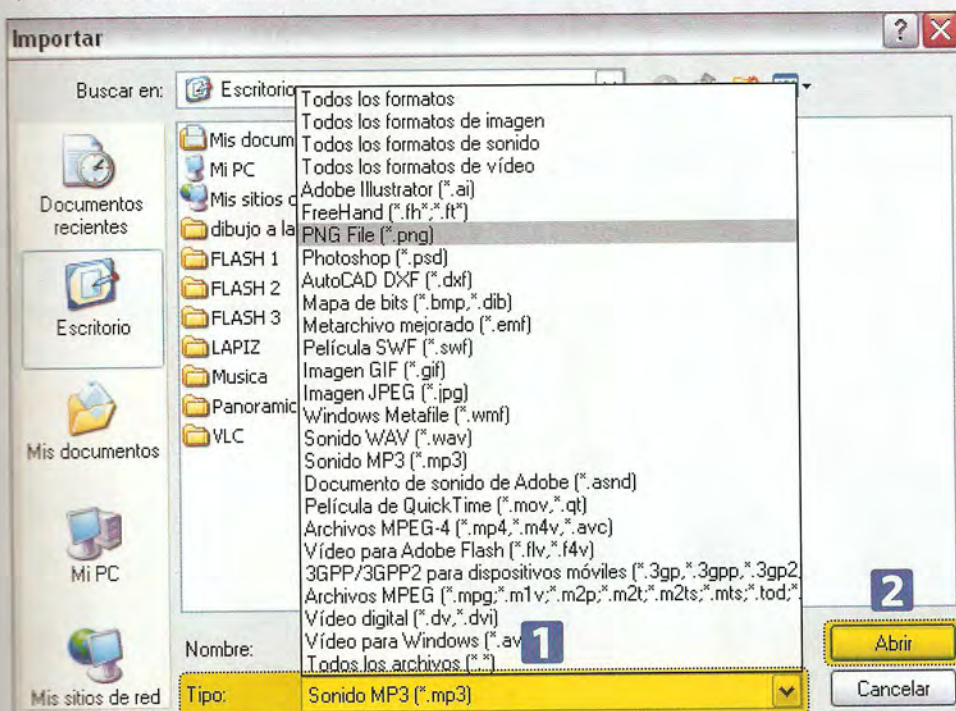 Importar
Buscar en: Escritorio
Documentos recientes
Escritorio
Mis documentos
Mi PC
Mis sitios de red
Mis docum
Mi PC
Mis sitios
dibujo a la
FLASH 1
FLASH 2
FLASH 3
LAPIZ
Musica
Panoramic
VLC
Todos los formatos
Todos los formatos de imagen
Todos los formatos de sonido
Todos los formatos de vídeo
Adobe Illustrator (*.ai)
FreeHand (*.fh*;*.ft*)
PNG File (*.png)
Photoshop (*.psd)
AutoCAD DXF (*.dxf)
Mapa de bits (*.bmp,*.dib)
Metarchivo mejorado (*.emf)
Película SWF (*.swf)
Imagen GIF (*.gif)
Imagen JPEG (*.jpg)
Windows Metafile (*.wmf)
Sonido WAV (*.wav)
Sonido MP3 (*.mp3)
Documento de sonido de Adobe (*.asnd)
Película de QuickTime (*.mov,*.qt)
Archivos MPEG-4 (*.mp4,*.m4v,*.avc)
Vídeo para Adobe Flash (*.flv,*.f4v)
3GPP/3GPP2 para dispositivos móviles (*.3gp,*.3gpp,*.3gp2,
Archivos MPEG (*.mpg;*.m1v;*.m2p;*.m2t;*.m2ts;*.mts;*.tod;*.
Vídeo digital (*.dv,*.dvi)
Vídeo para Windows (*.av
Todos los archivos (*.*)
1
2
Nombre:
Abrir
Tipo: Sonido MP3 (*.mp3)
Cancelar